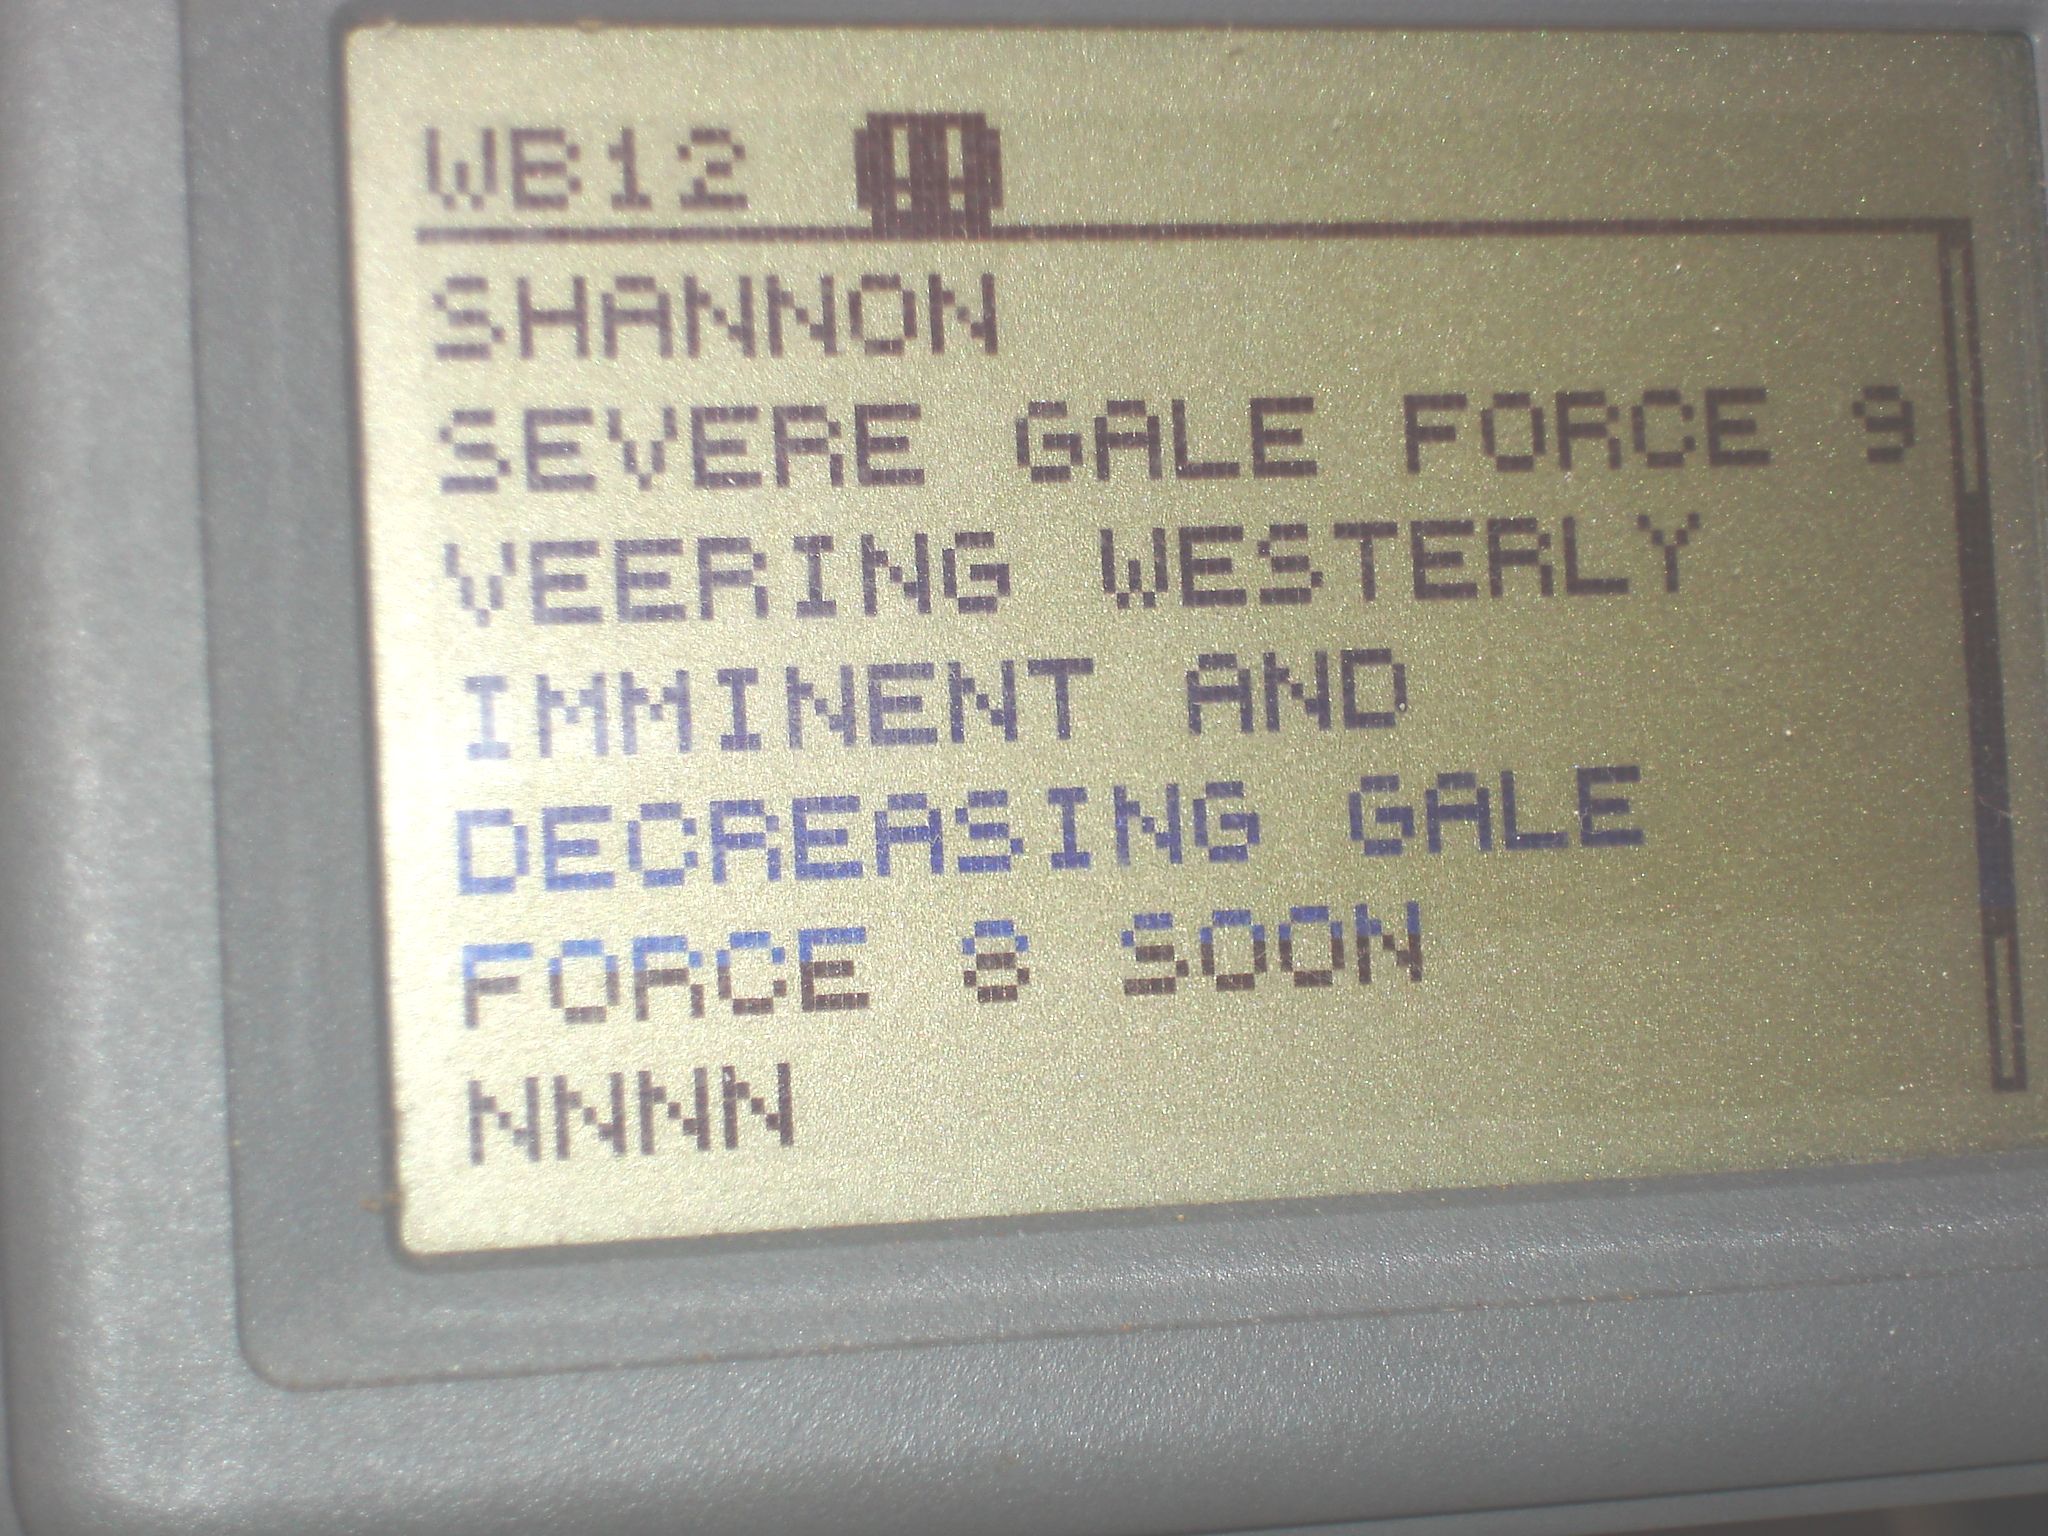 WB12
SHANNON
SEVERE GALE FORCE 9
VEERING WESTERLY
IMMINENT AND
DECREASING GALE
FORCE 8 SOON
NNNN